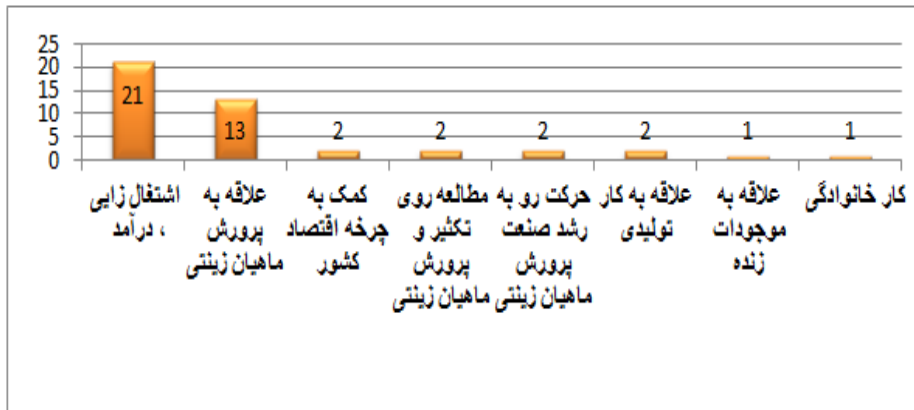 25
20
15
10
5
0
21
13
2
2
2
2
1
1
اشتغال زایی
، درآمد
علاقه به
پرورش
ماهیان زینتی
کمک به
چرخه اقتصاد
کشور
مطالعه روی
تکثیر و
پرورش
ماهیان زینتی
حرکت رو به
رشد صنعت
پرورش
ماهیان زینتی
علاقه به کار
تولیدی
علاقه به
موجودات
زنده
کار خانوادگی